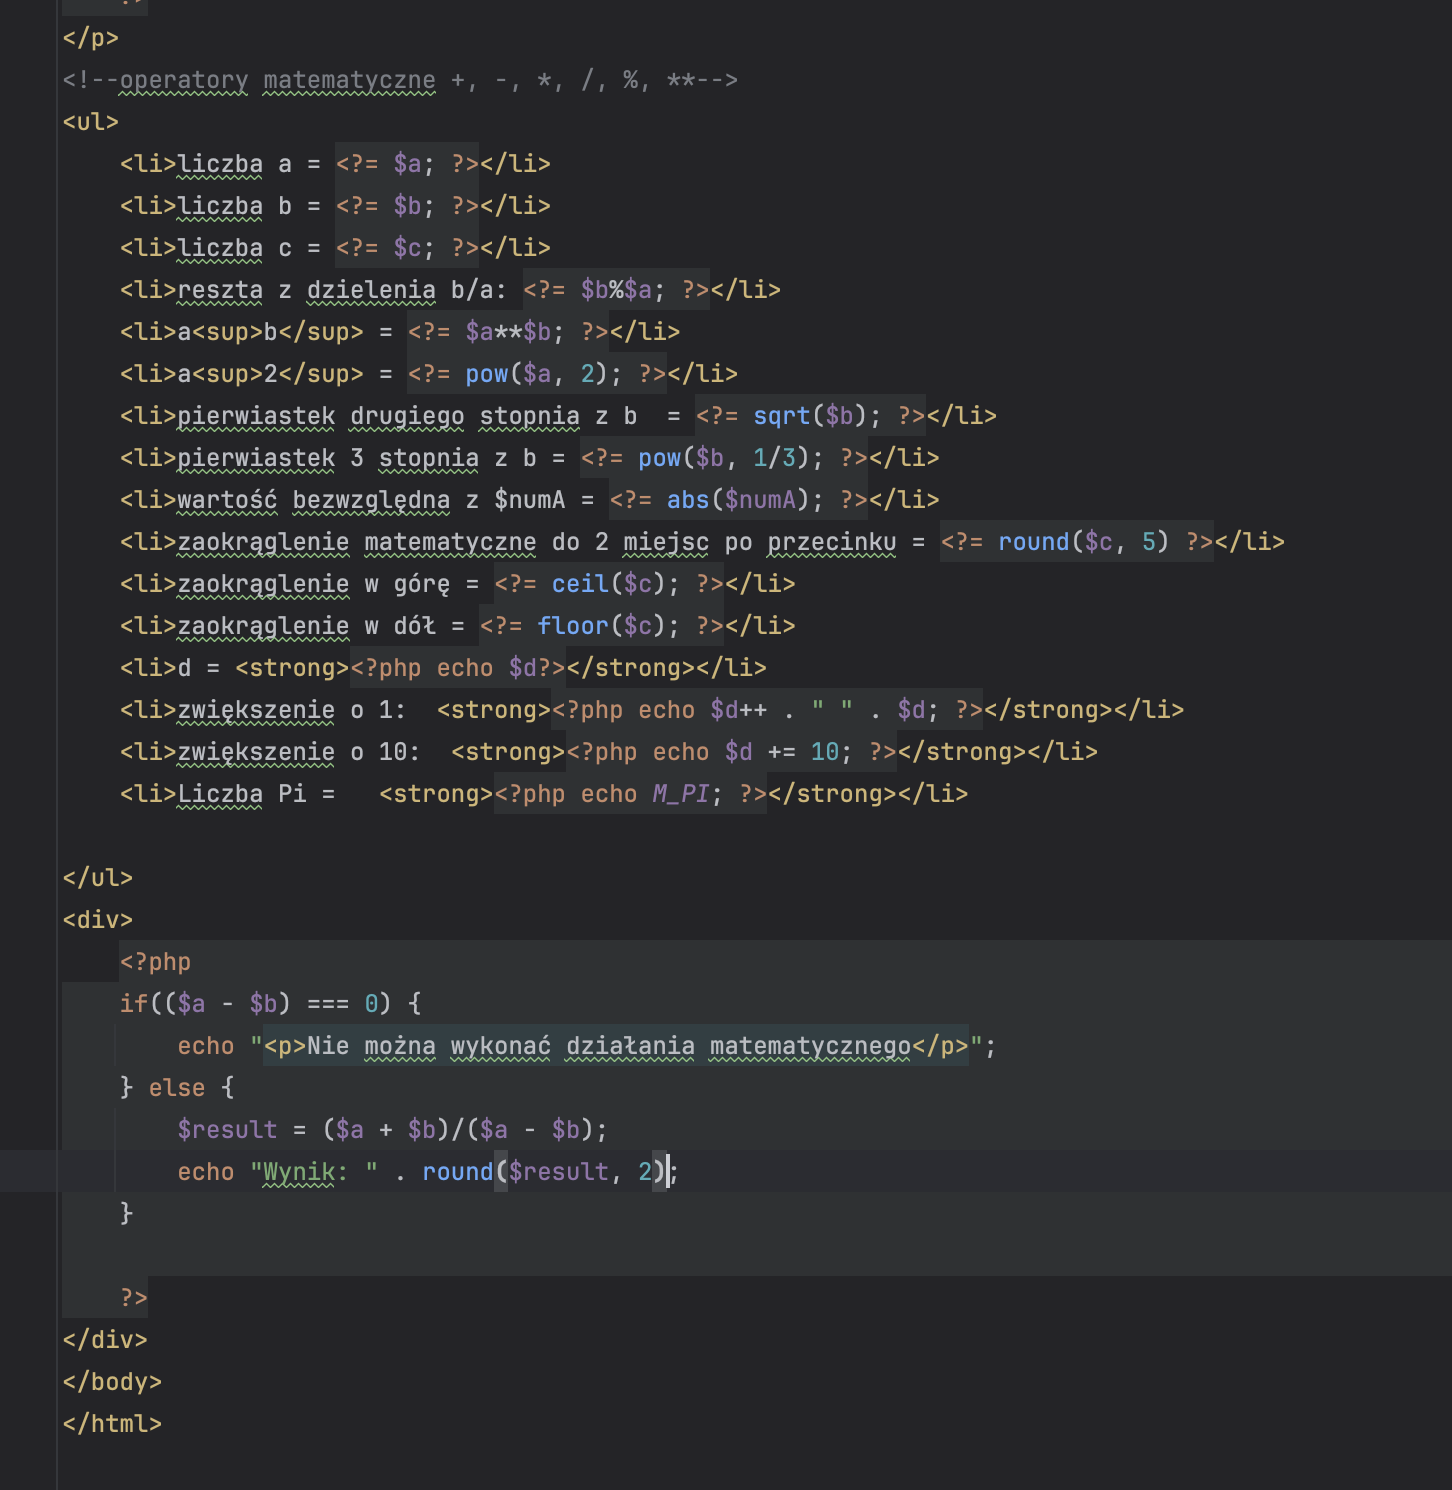 ?>
</p>
<!--operatory matematyczne +, -, *, /, %, **-->
<ul>
    <li>liczba a = <?= $a; ?></li>
    <li>liczba b = <?= $b; ?></li>
    <li>liczba c = <?= $c; ?></li>
    <li>reszta z dzielenia b/a: <?= $b%$a; ?></li>
    <li>a<sup>b</sup> = <?= $a**$b; ?></li>
    <li>a<sup>2</sup> = <?= pow($a, 2); ?></li>
    <li>pierwiastek drugiego stopnia z b  = <?= sqrt($b); ?></li>
    <li>pierwiastek 3 stopnia z b = <?= pow($b, 1/3); ?></li>
    <li>wartość bezwzględna z $numA = <?= abs($numA); ?></li>
    <li>zaokrąglenie matematyczne do 2 miejsc po przecinku = <?= round($c, 5) ?></li>
    <li>zaokrąglenie w górę = <?= ceil($c); ?></li>
    <li>zaokrąglenie w dół = <?= floor($c); ?></li>
    <li>d = <strong><?php echo $d?></strong></li>
    <li>zwiększenie o 1:  <strong><?php echo $d++ . " " . $d; ?></strong></li>
    <li>zwiększenie o 10:  <strong><?php echo $d += 10; ?></strong></li>
    <li>Liczba Pi =   <strong><?php echo M_PI; ?></strong></li>

</ul>
<div>
    <?php
    if(($a - $b) === 0) {
        echo "<p>Nie można wykonać działania matematycznego</p>";
    } else {
        $result = ($a + $b)/($a - $b);
        echo "Wynik: " . round($result, 2);
    }

    ?>
</div>
</body>
</html>